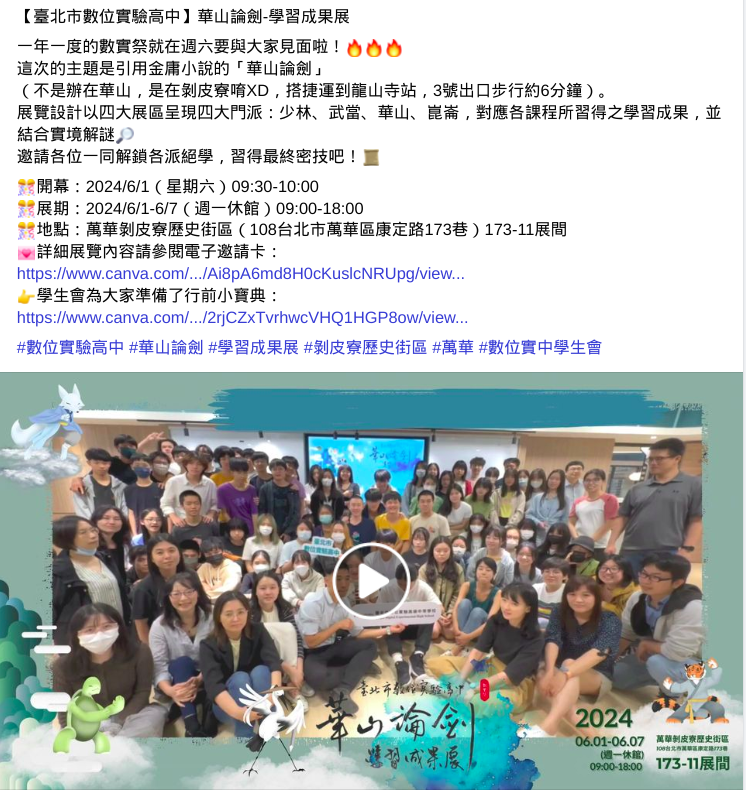 【臺北市數位實驗高中】華山論劍-學習成果展
一年一度的數實祭就在週六要與大家見面啦！🔥🔥🔥
這次的主題是引用金庸小說的「華山論劍」
（不是辦在華山，是在剝皮寮唷XD，搭捷運到龍山寺站，3號出口步行約6分鐘）。
展覽設計以四大展區呈現四大門派：少林、武當、華山、崑崙，對應各課程所習得之學習成果，並
結合實境解謎🔎
邀請各位一同解鎖各派絕學，習得最終密技吧！📜
🎊開幕：2024/6/1（星期六）09:30-10:00
🎊展期：2024/6/1-6/7（週一休館）09:00-18:00
🎊地點：萬華剝皮寮歷史街區（108台北市萬華區康定路173巷）173-11展間
💌詳細展覽內容請參閱電子邀請卡：
https://www.canva.com/.../Ai8pA6md8H0cKuslcNRUpg/view...
👉學生會為大家準備了行前小寶典：
https://www.canva.com/.../2rjCZxTvrhwcVHQ1HGP8ow/view...
#數位實驗高中 #華山論劍 #學習成果展 #剝皮寮歷史街區 #萬華 #數位實中學生會
臺北市
數位實驗高中
臺北市數位實驗高中
華山論劍
學習成果展
2024
06.01-06.07
(週一休館)
09:00-18:00
萬華剝皮寮歷史街區
108台北市萬華區康定路173巷
173-11展間